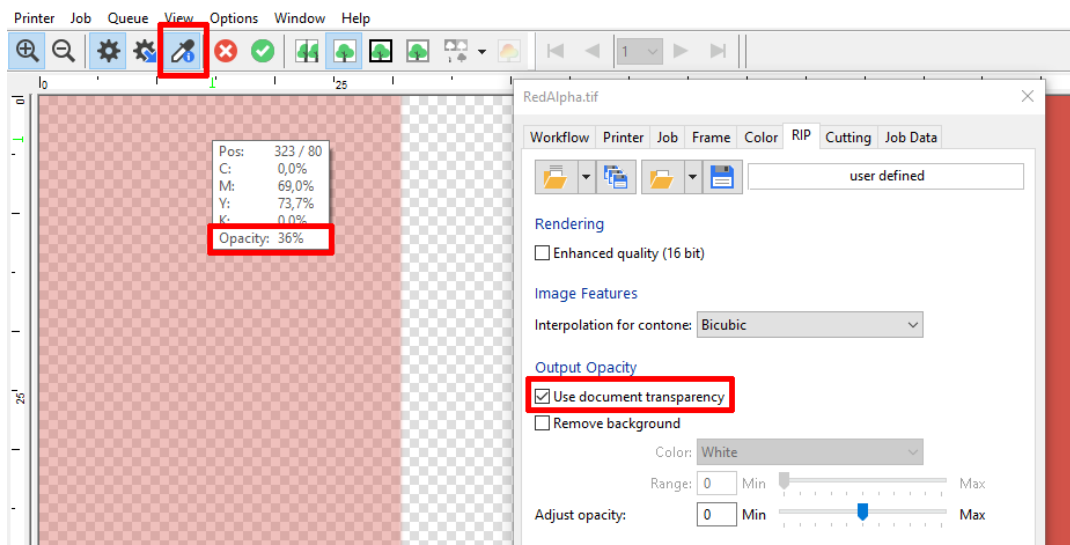 Printer Job Queue View Options Window Help
1
0 25
25
Pos: 323 / 80
C: 0,0%
M: 69,0%
Y: 73,7%
K: 0,0%
Opacity: 36%
RedAlpha.tif
Workflow Printer Job Frame Color RIP Cutting Job Data
user defined
Rendering
Enhanced quality (16 bit)
Image Features
Interpolation for contone: Bicubic
Output Opacity
Use document transparency
Remove background
Color: White
Range: 0 Min Max
Adjust opacity: 0 Min Max